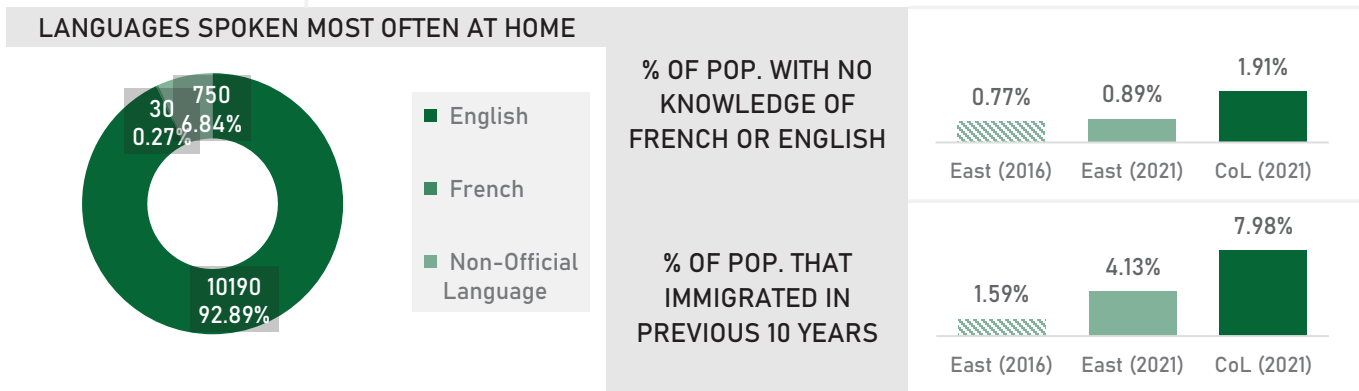 LANGUAGES SPOKEN MOST OFTEN AT HOME
30
0.27%
750
6.84%
10190
92.89%
English
French
Non-Official
Language
% OF POP. WITH NO
KNOWLEDGE OF
FRENCH OR ENGLISH
0.77%
0.89%
1.91%
East (2016)
East (2021)
CoL (2021)
% OF POP. THAT
IMMIGRATED IN
PREVIOUS 10 YEARS
1.59%
4.13%
7.98%
East (2016)
East (2021)
CoL (2021)